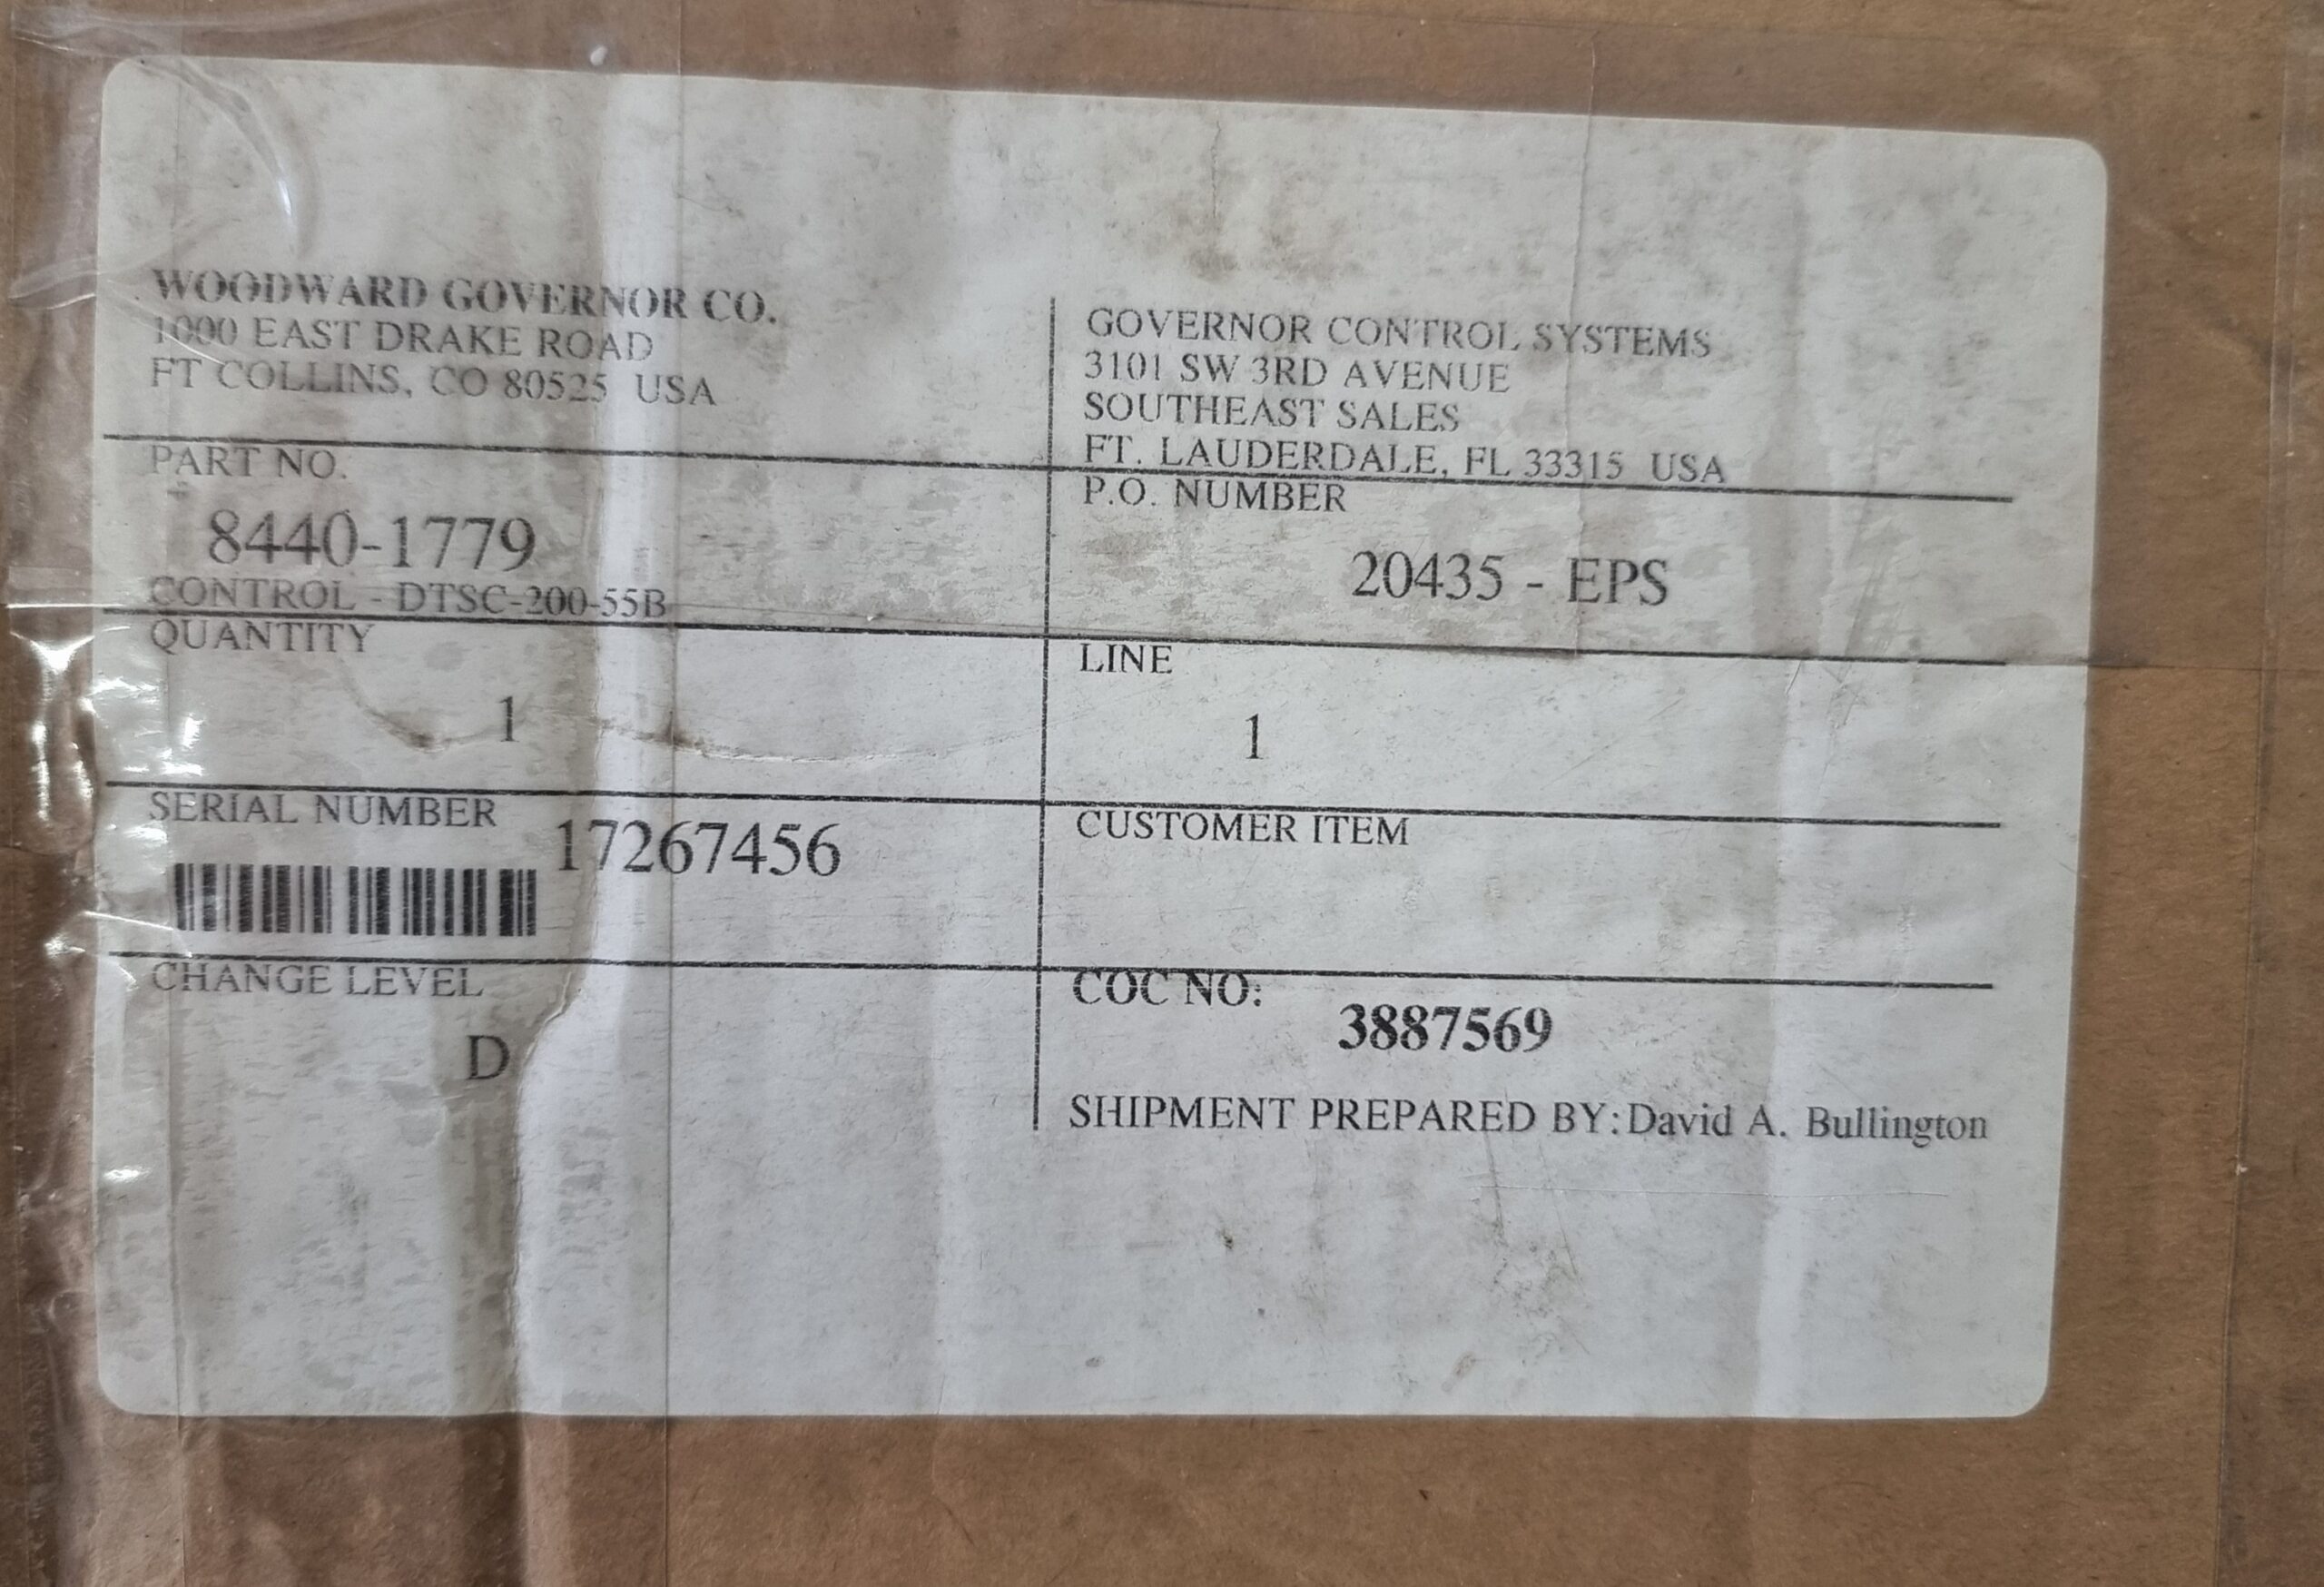 WOODWARD GOVERNOR CO.
1000 EAST DRAKE ROAD
FT COLLINS, CO 80525 USA
GOVERNOR CONTROL SYSTEMS
3101 SW 3RD AVENUE
SOUTHEAST SALES
FT. LAUDERDALE, FL 33315 USA
PART NO.
8440-1779
CONTROL - DTSC-200-55B
P.O. NUMBER
20435 - EPS
QUANTITY
1
LINE
1
SERIAL NUMBER
17267456
CUSTOMER ITEM
CHANGE LEVEL
D
COC NO:
3887569
SHIPMENT PREPARED BY:David A. Bullington